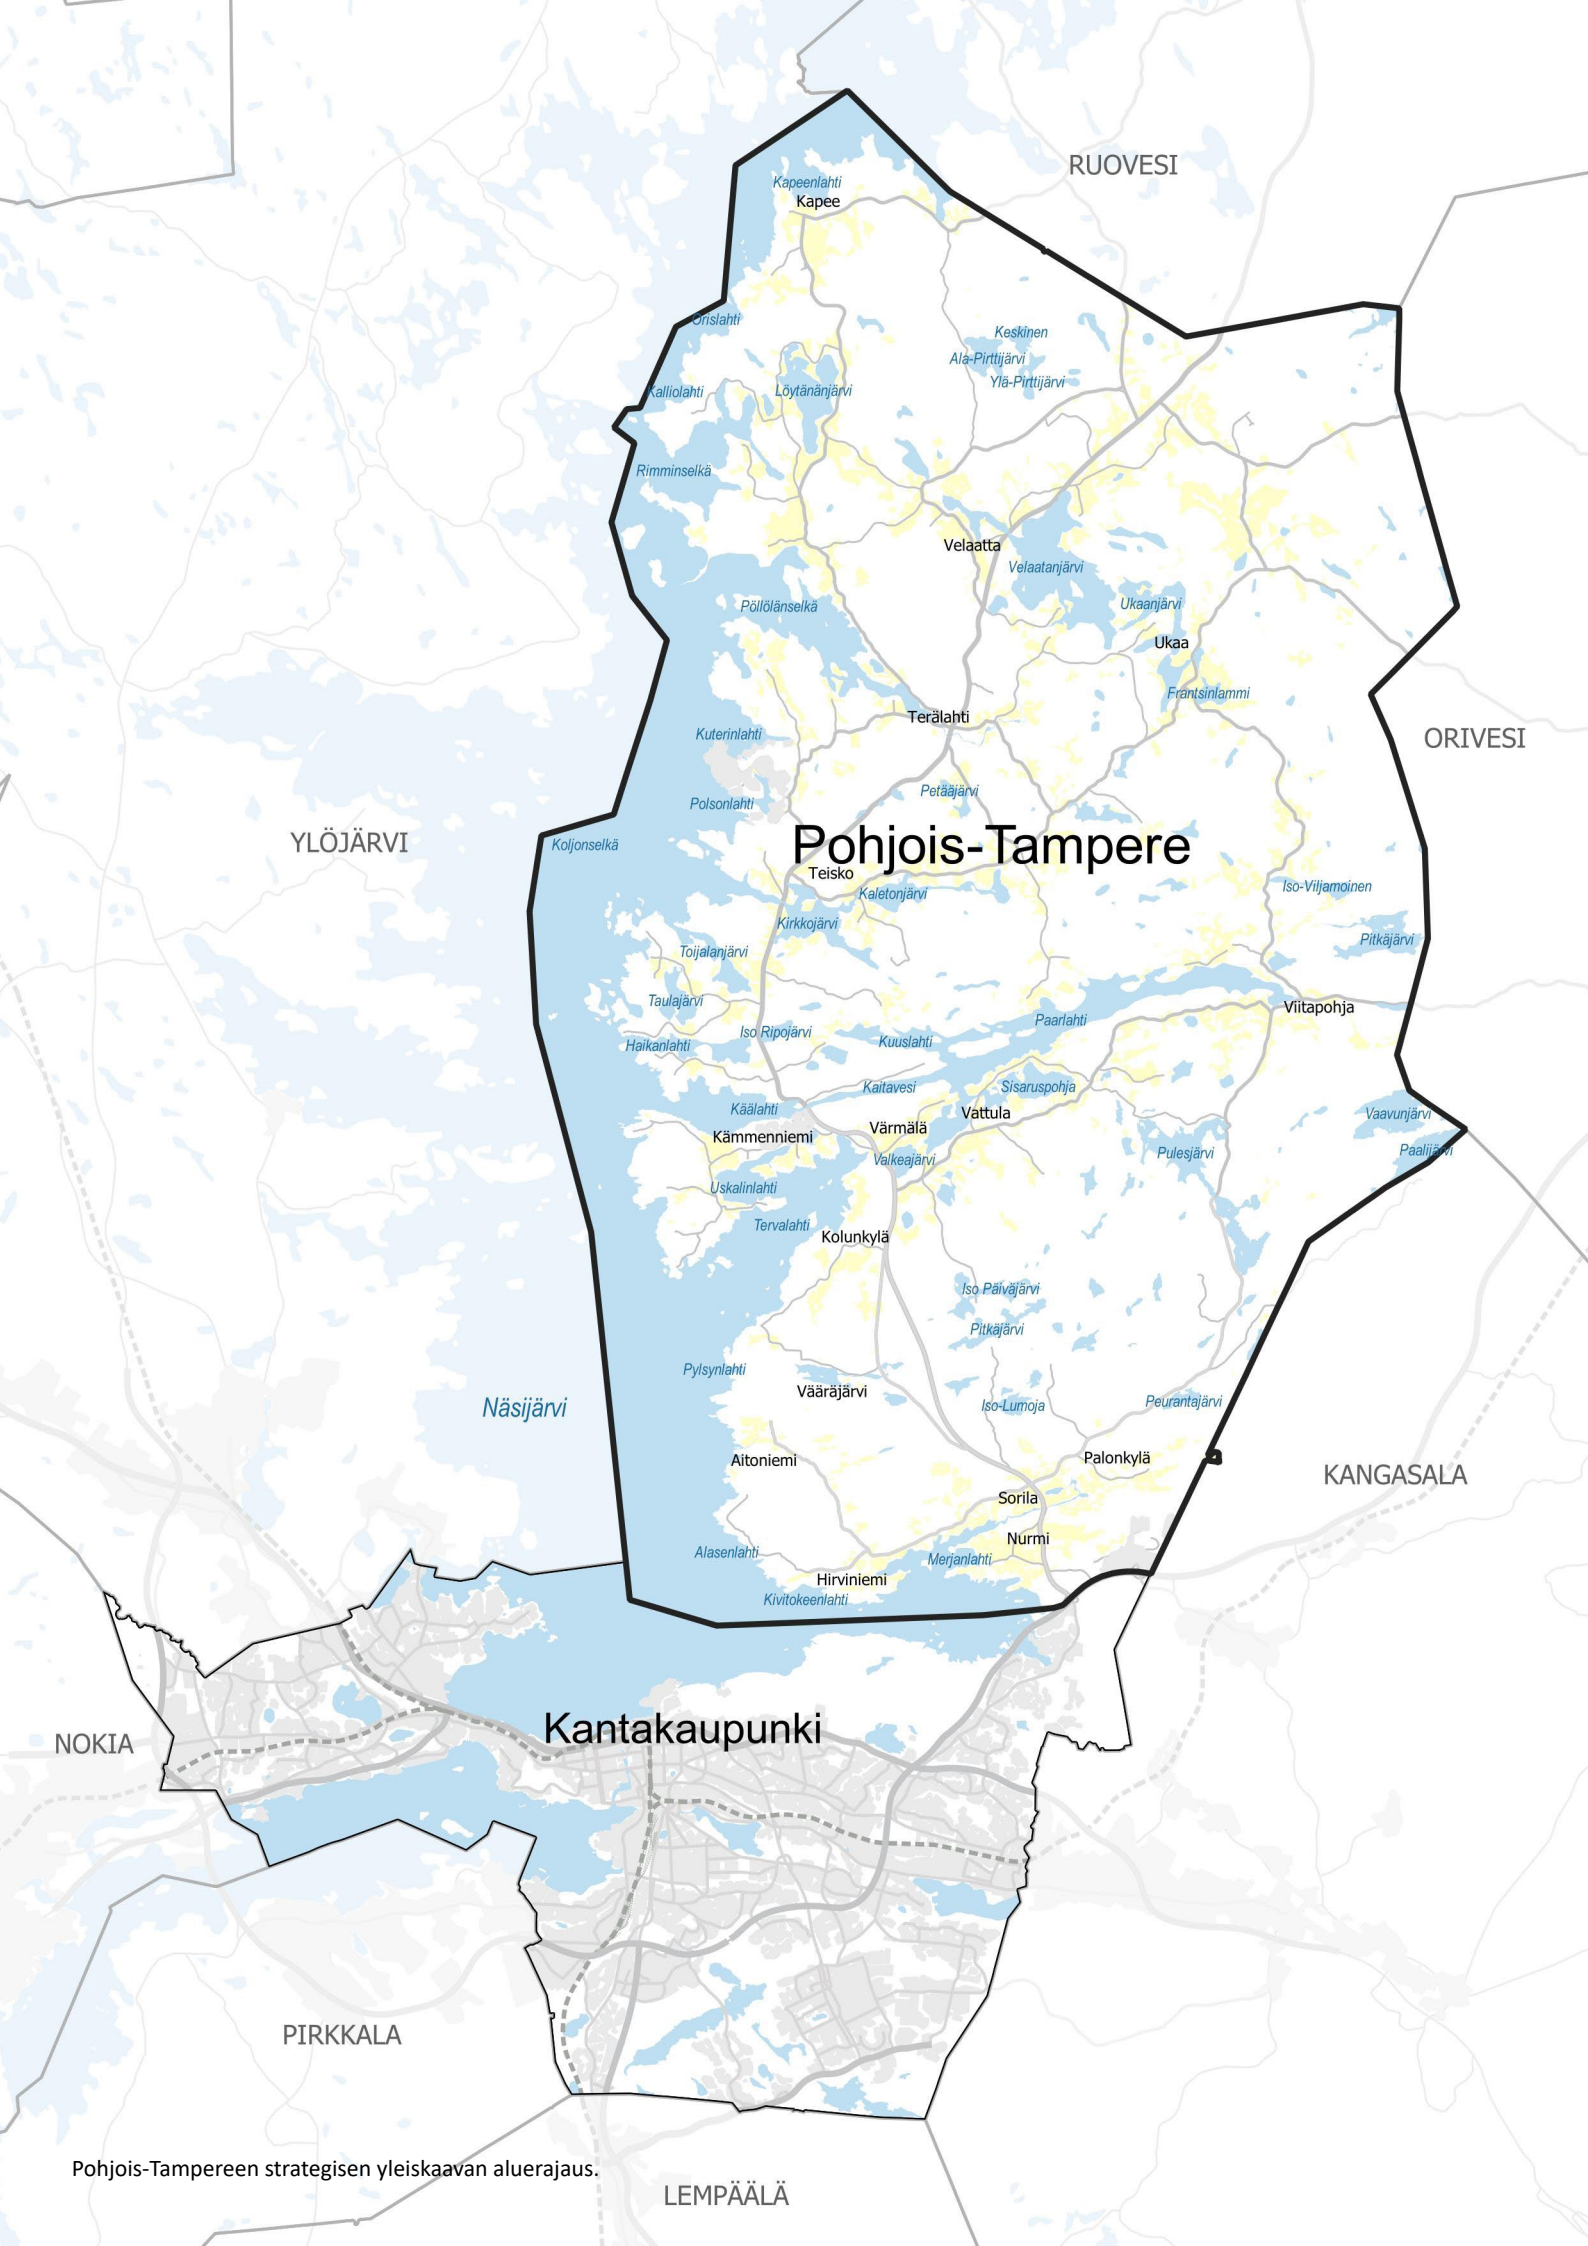 RUOVESI
Kapeenlahti
Kapee
Orislahti
Keskinen
Ala-Pirttijärvi
Ylä-Pirttijärvi
Kalliolahti
Löytänänjärvi
Rimminselkä
Velaatta
Velaatanjärvi
Pöllölänselkä
Ukaanjärvi
Ukaa
Frantsinlammi
Terälahti
Kuterinlahti
ORIVESI
Petääjärvi
Polsonlahti
YLÖJÄRVI
Koljonselkä
Pohjois-Tampere
Teisko
Kaletonjärvi
Iso-Viljamoinen
Kirkkojärvi
Pitkäjärvi
Toijalanjärvi
Taulajärvi
Viitapohja
Paarlahti
Iso Ripojärvi
Haikanlahti
Kuuslahti
Kaitavesi
Sisaruspohja
Käälahti
Vattula
Vaavunjärvi
Värmälä
Kämmenniemi
Paalijärvi
Pulesjärvi
Valkeajärvi
Uskalinlahti
Tervalahti
Kolunkylä
Iso Päiväjärvi
Pitkäjärvi
Pylsynlahti
Vääräjärvi
Peurantajärvi
Iso-Lumoja
Näsijärvi
Aitoniemi
Palonkylä
KANGASALA
Sorila
Nurmi
Alasenlahti
Merjanlahti
Hirviniemi
Kivitokeenlahti
Kantakaupunki
NOKIA
PIRKKALA
Pohjois-Tampereen strategisen yleiskaavan aluerajaus.
LEMPÄÄLÄ